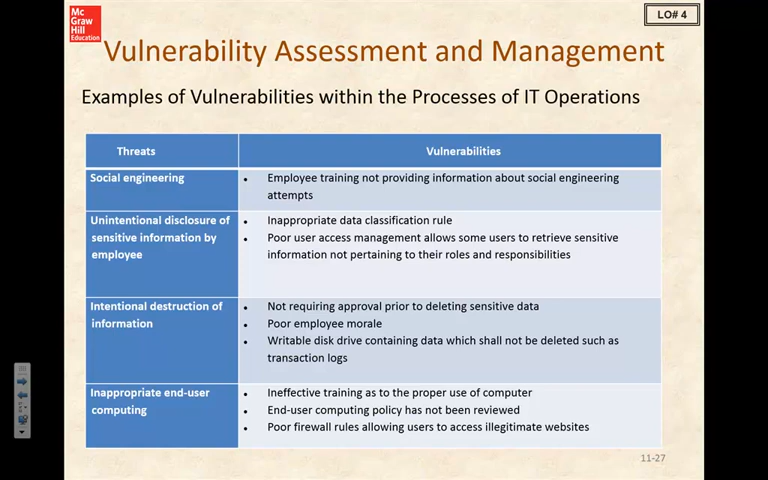 Mc
Graw
Hill
Education
LO# 4
Vulnerability Assessment and Management
Examples of Vulnerabilities within the Processes of IT Operations
Threats
Vulnerabilities
Social engineering
• Employee training not providing information about social engineering
attempts
Unintentional disclosure of
sensitive information by
employee
• Inappropriate data classification rule
• Poor user access management allows some users to retrieve sensitive
information not pertaining to their roles and responsibilities
Intentional destruction of
information
• Not requiring approval prior to deleting sensitive data
• Poor employee morale
• Writable disk drive containing data which shall not be deleted such as
transaction logs
Inappropriate end-user
computing
• Ineffective training as to the proper use of computer
• End-user computing policy has not been reviewed
• Poor firewall rules allowing users to access illegitimate websites
11-27